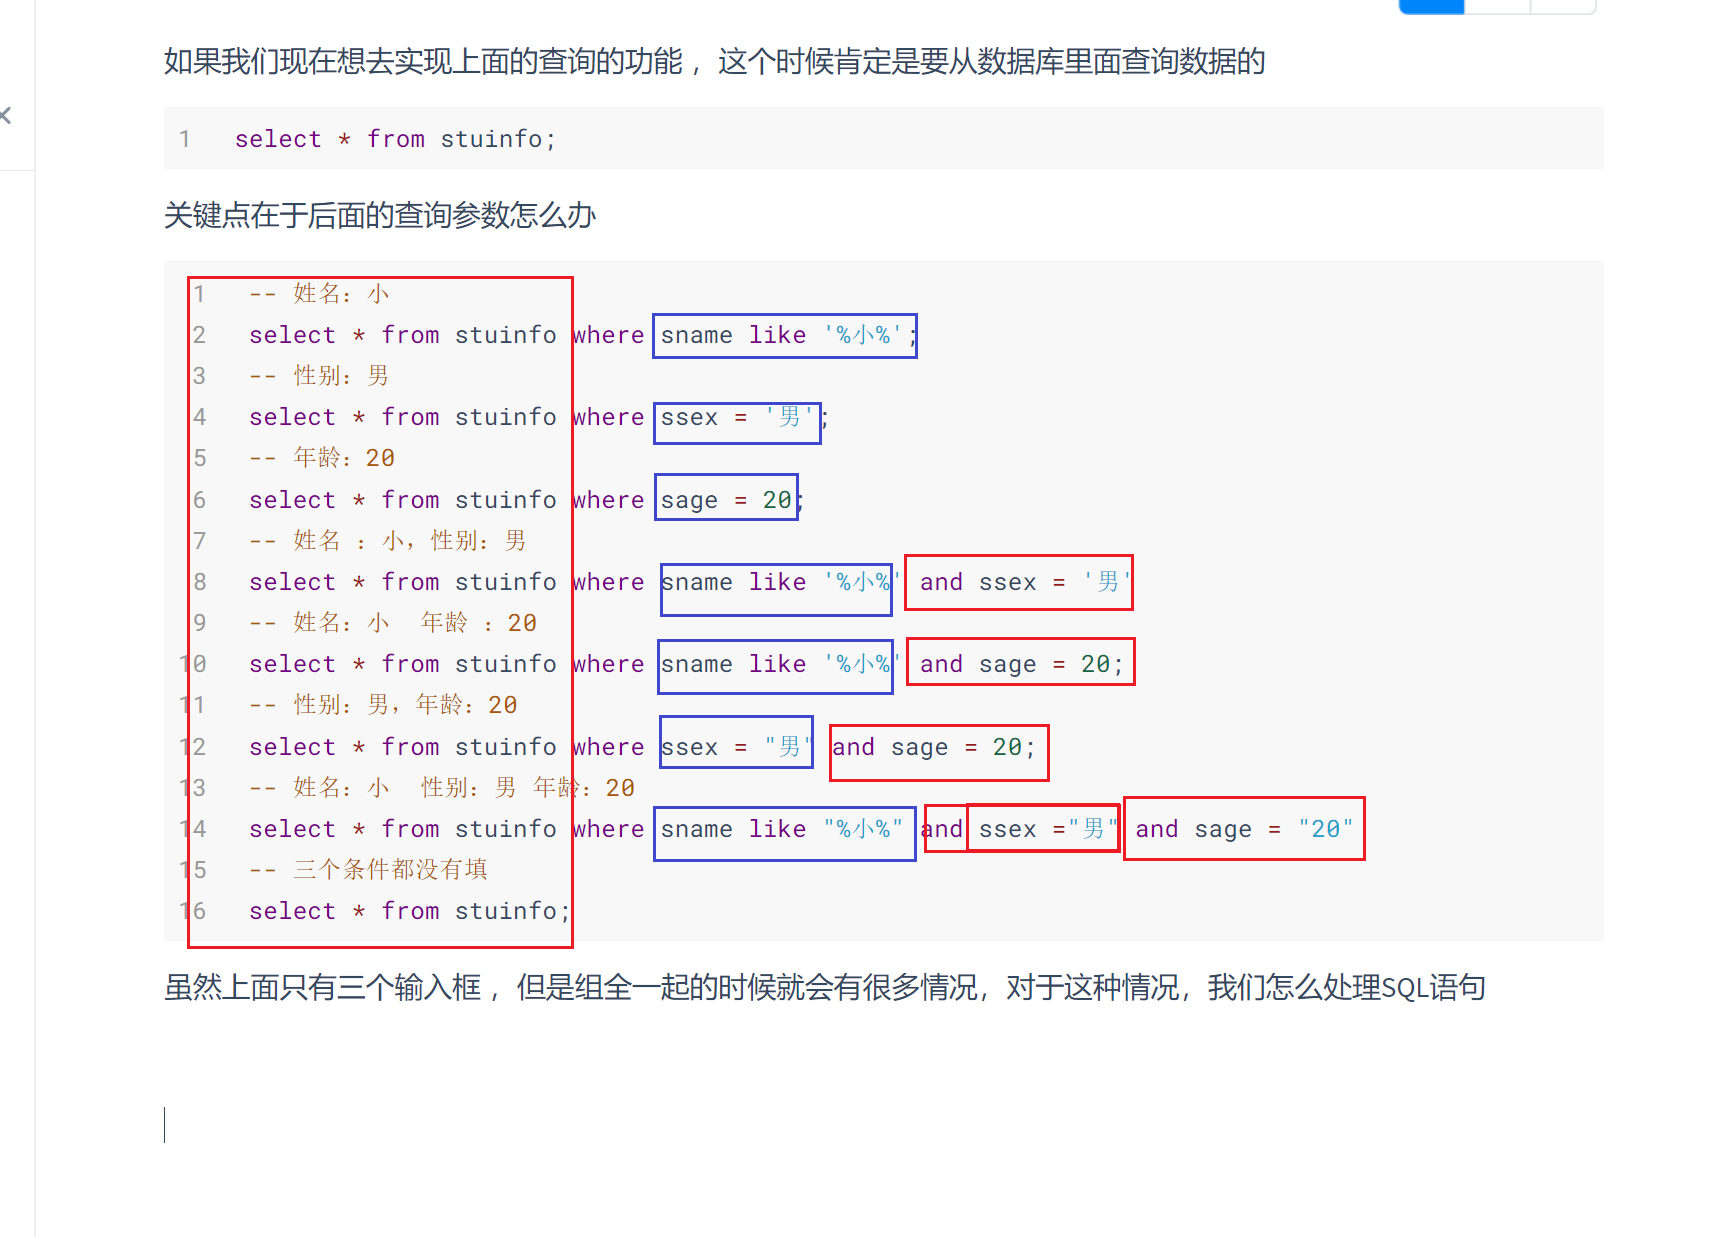 如果我们现在想去实现上面的查询的功能，这个时候肯定是要从数据库里面查询数据的
1 select * from stuinfo;
关键点在于后面的查询参数怎么办
1 -- 姓名：小
2 select * from stuinfo where sname like '%小%';
3 -- 性别：男
4 select * from stuinfo where ssex = '男';
5 -- 年龄：20
6 select * from stuinfo where sage = 20;
7 -- 姓名 ：小，性别：男
8 select * from stuinfo where sname like '%小%' and ssex = '男'
9 -- 姓名：小 年龄 ：20
10 select * from stuinfo where sname like '%小%' and sage = 20;
11 -- 性别：男，年龄：20
12 select * from stuinfo where ssex = "男" and sage = 20;
13 -- 姓名：小 性别：男 年龄：20
14 select * from stuinfo where sname like "%小%" and ssex ="男" and sage = "20"
15 -- 三个条件都没有填
16 select * from stuinfo;
虽然上面只有三个输入框，但是组全一起的时候就会有很多情况，对于这种情况，我们怎么处理SQL语句